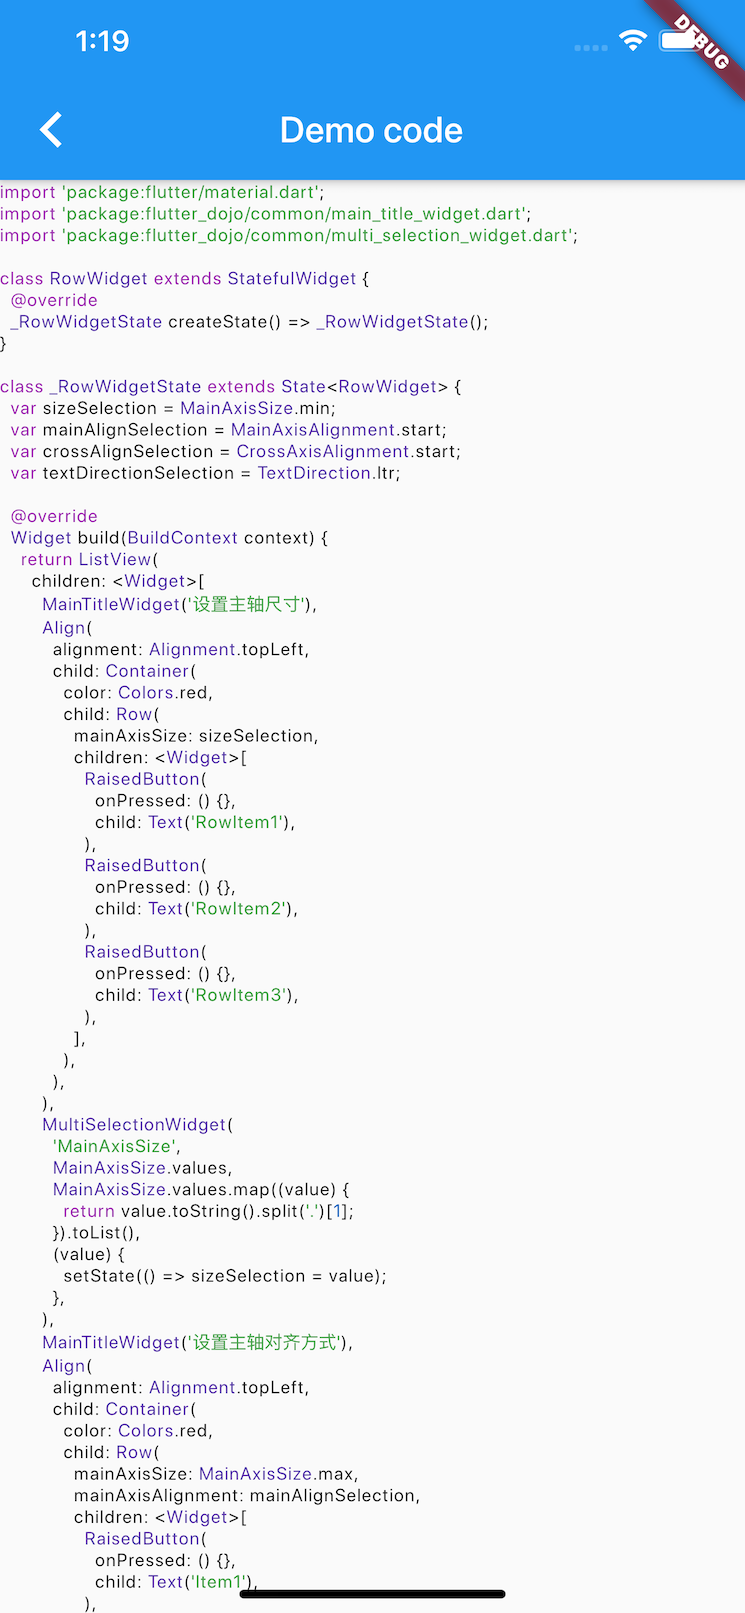 1:19
DEBUG
Demo code
import 'package:flutter/material.dart';
import 'package:flutter_dojo/common/main_title_widget.dart';
import 'package:flutter_dojo/common/multi_selection_widget.dart';
class RowWidget extends StatefulWidget {
@override
_RowWidgetState createState() => _RowWidgetState();
}
class _RowWidgetState extends State<RowWidget> {
var sizeSelection = MainAxisSize.min;
var mainAlignSelection = MainAxisAlignment.start;
var crossAlignSelection = CrossAxisAlignment.start;
var textDirectionSelection = TextDirection.ltr;
@override
Widget build(BuildContext context) {
return ListView(
children: <Widget>[
MainTitleWidget('设置主轴尺寸'),
Align(
alignment: Alignment.topLeft,
child: Container(
color: Colors.red,
child: Row(
mainAxisSize: sizeSelection,
children: <Widget>[
RaisedButton(
onPressed: () {},
child: Text('RowItem1'),
),
RaisedButton(
onPressed: () {},
child: Text('RowItem2'),
),
RaisedButton(
onPressed: () {},
child: Text('RowItem3'),
),
],
),
),
),
MultiSelectionWidget(
'MainAxisSize',
MainAxisSize.values,
MainAxisSize.values.map((value) {
return value.toString().split('.')[1];
}).toList(),
(value) {
setState(() => sizeSelection = value);
},
),
MainTitleWidget('设置主轴对齐方式'),
Align(
alignment: Alignment.topLeft,
child: Container(
color: Colors.red,
child: Row(
mainAxisSize: MainAxisSize.max,
mainAxisAlignment: mainAlignSelection,
children: <Widget>[
RaisedButton(
onPressed: () {},
child: Text('Item1'),
),